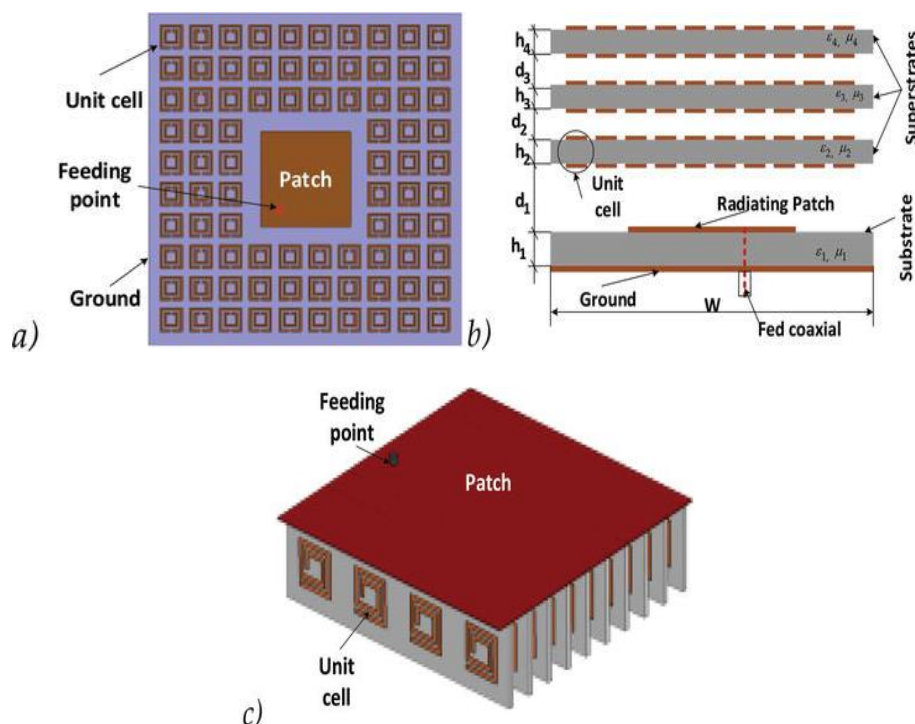 Unit cell
Feeding
point
Patch
Ground
a)
h4
d3
h3
d2
h2
d1
h1
ε4, μ4
ε3, μ3
ε2, μ2
Superstrates
Unit
cell
Radiating Patch
ε1, μ1
Substrate
Ground
W
Fed coaxial
b)
Feeding
point
Patch
Unit
cell
c)